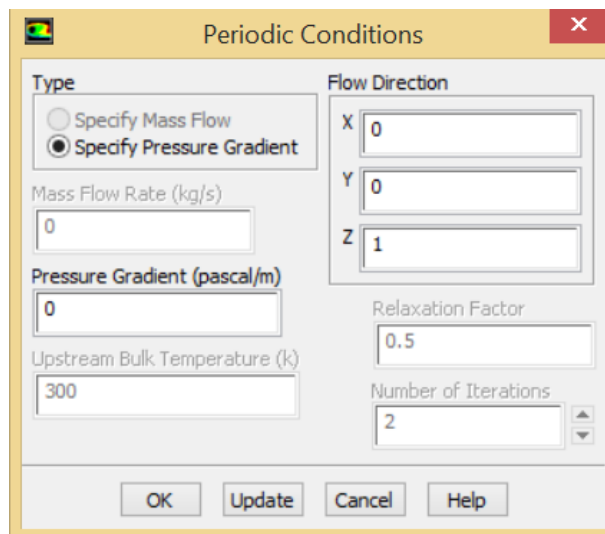 Periodic Conditions
Type
Specify Mass Flow
Specify Pressure Gradient
Mass Flow Rate (kg/s)
0
Pressure Gradient (pascal/m)
0
Upstream Bulk Temperature (k)
300
Flow Direction
X 0
Y 0
Z 1
Relaxation Factor
0.5
Number of Iterations
2
OK Update Cancel Help